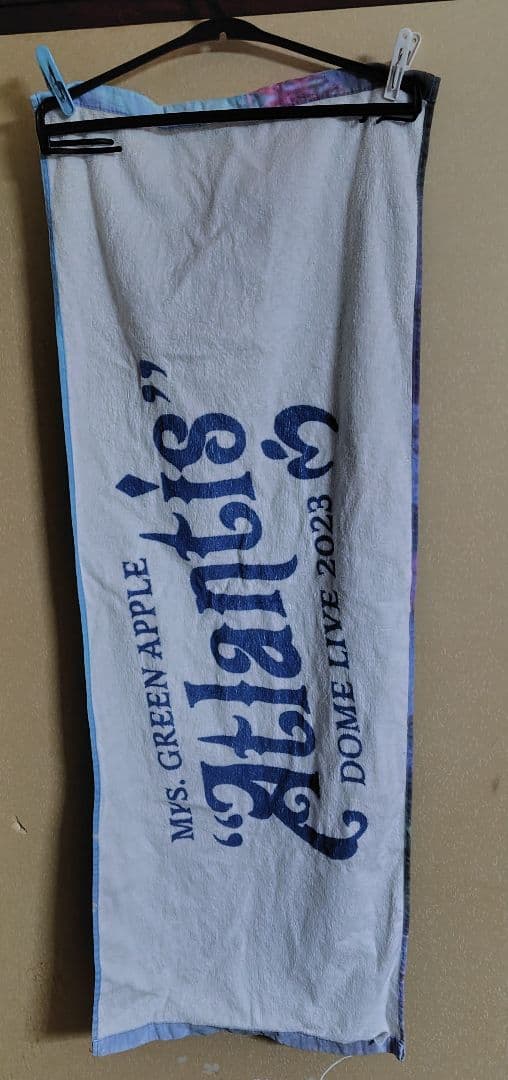 Mrs. GREEN APPLE
“Atlantis”
DOME LIVE 2023